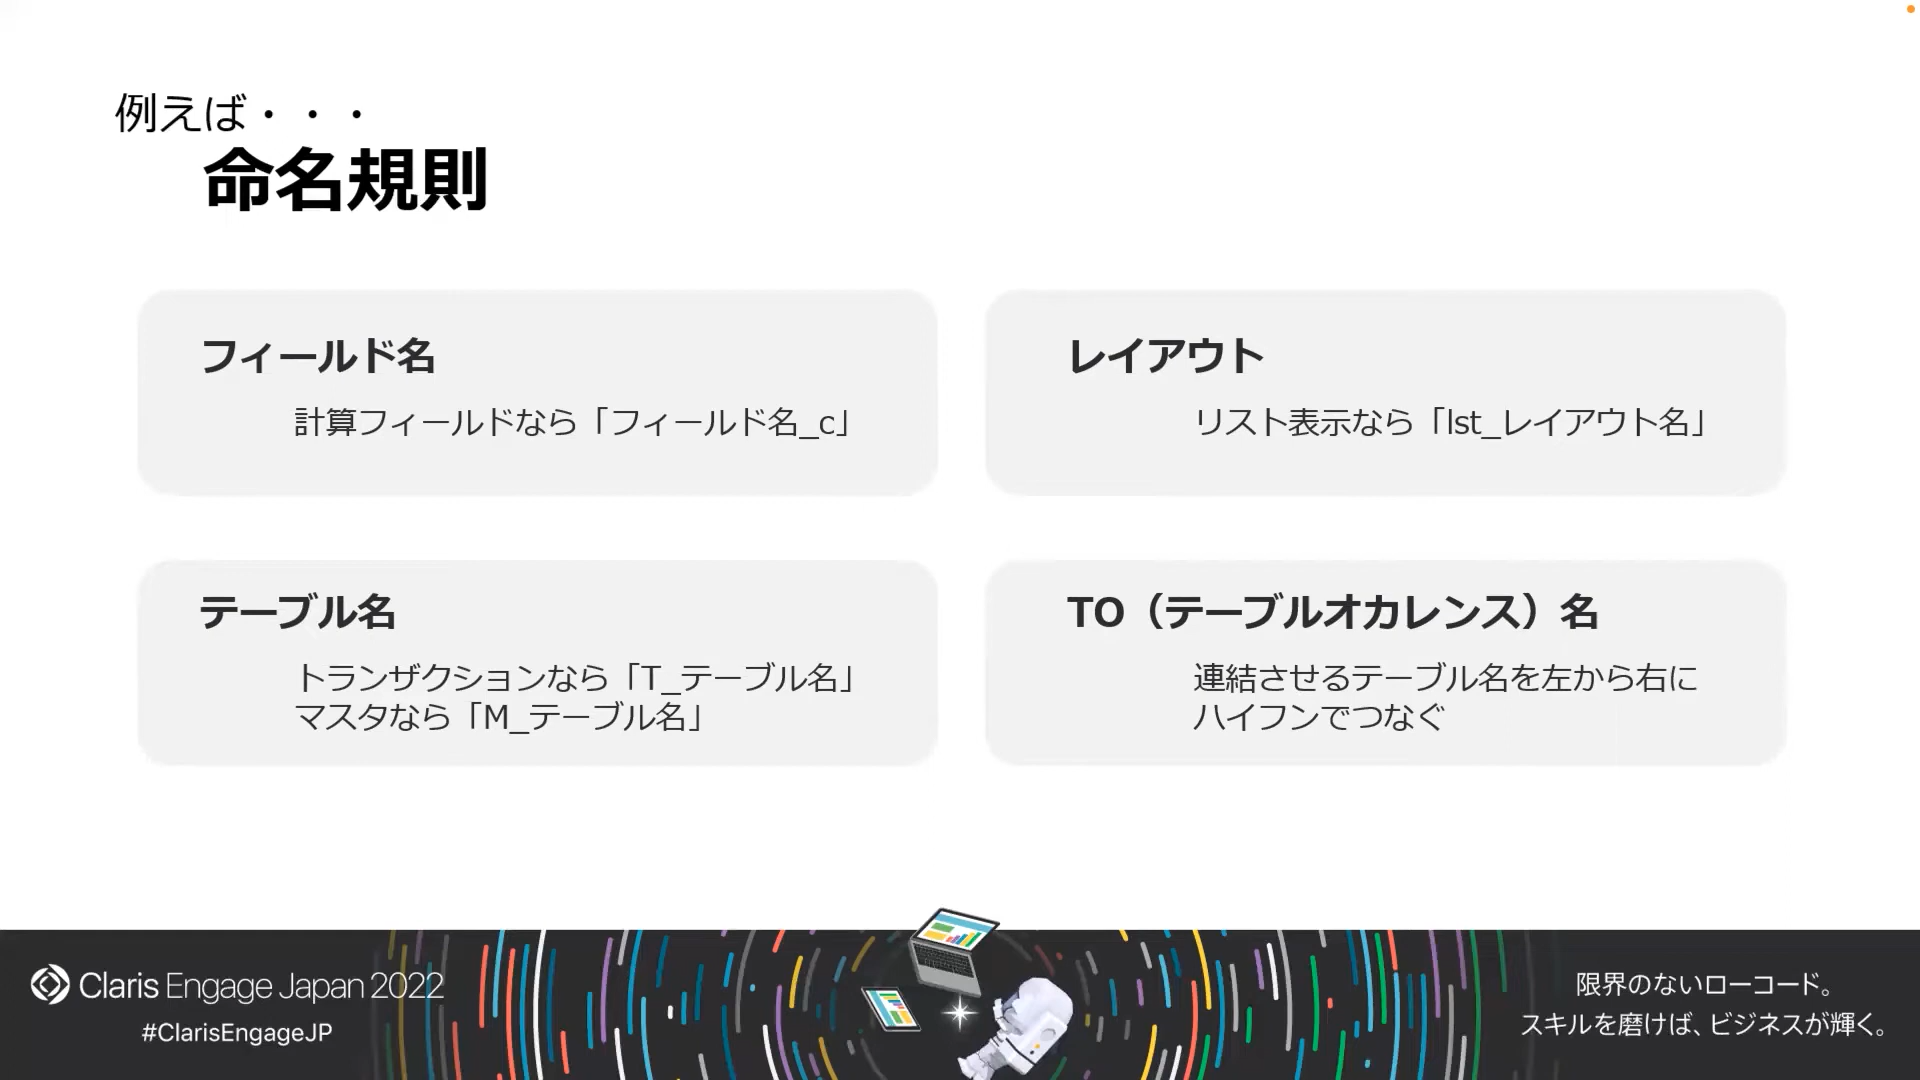 例えば・・・
命名規則
フィールド名
計算フィールドなら「フィールド名_c」
レイアウト
リスト表示なら「lst_レイアウト名」
テーブル名
トランザクションなら「T_テーブル名」
マスタなら「M_テーブル名」
TO（テーブルオカレンス）名
連結させるテーブル名を左から右に
ハイフンでつなぐ
Claris Engage Japan 2022
#ClarisEngageJP
限界のないローコード。
スキルを磨けば、ビジネスが輝く。